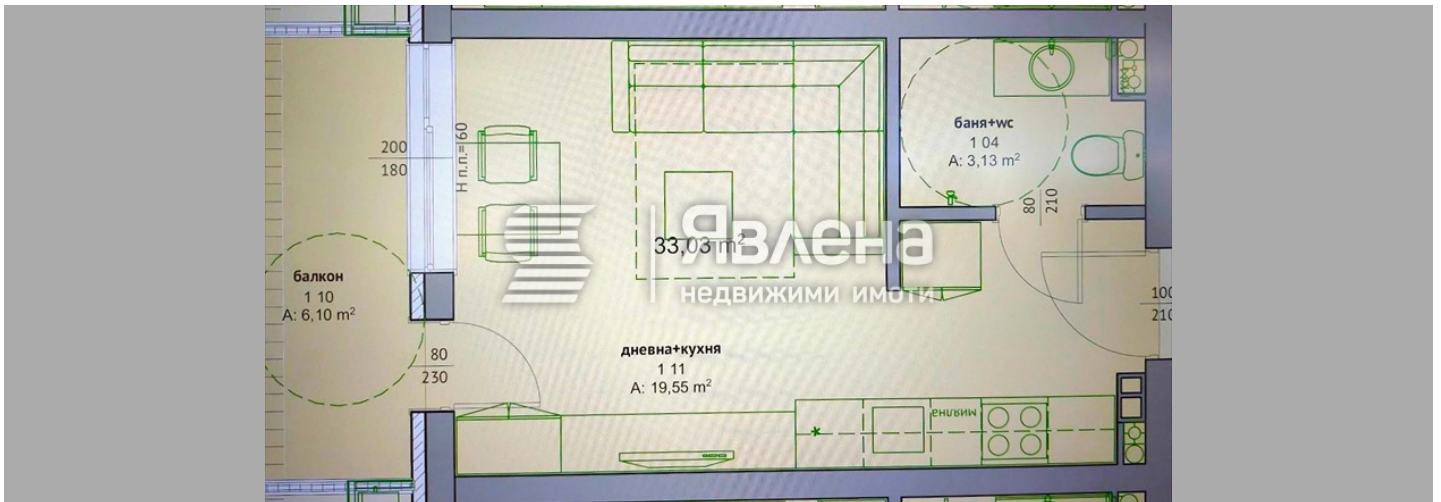 баня+wc
1 04
A: 3,13 m²
80
210
200
180
Н п.п.= 60
33,03 m²
Явлена
недвижими имоти
балкон
1 10
A: 6,10 m²
100
210
80
230
дневна+кухня
1 11
A: 19,55 m²
миялна